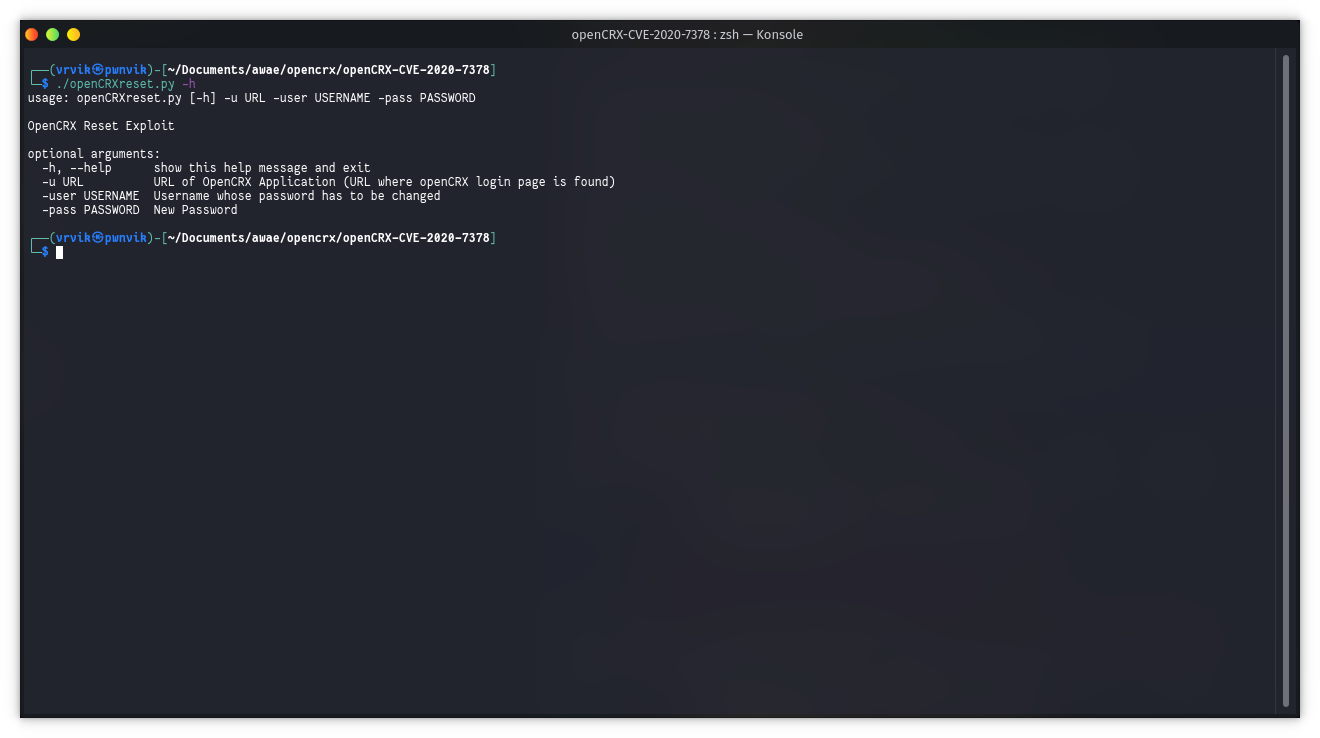 openCRX-CVE-2020-7378 : zsh — Konsole
┌──(vrvik㉿pwnvik)-[~/Documents/awae/opencrx/openCRX-CVE-2020-7378]
└─$ ./openCRXreset.py -h
usage: openCRXreset.py [-h] -u URL -user USERNAME -pass PASSWORD
OpenCRX Reset Exploit
optional arguments:
  -h, --help      show this help message and exit
  -u URL          URL of OpenCRX Application (URL where openCRX login page is found)
  -user USERNAME  Username whose password has to be changed
  -pass PASSWORD  New Password
┌──(vrvik㉿pwnvik)-[~/Documents/awae/opencrx/openCRX-CVE-2020-7378]
└─$